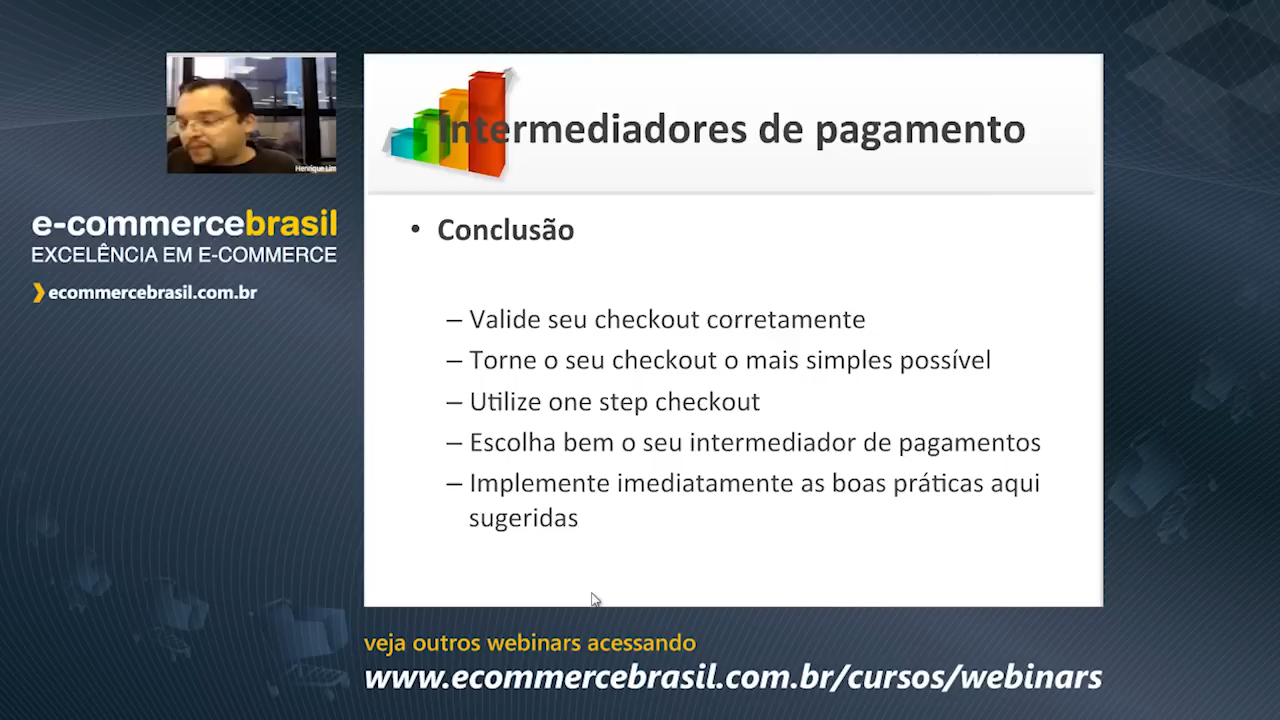 Henrique Lim
e-commercebrasil
EXCELÊNCIA EM E-COMMERCE
ecommercebrasil.com.br
Intermediadores de pagamento
• Conclusão
– Valide seu checkout corretamente
– Torne o seu checkout o mais simples possível
– Utilize one step checkout
– Escolha bem o seu intermediador de pagamentos
– Implemente imediatamente as boas práticas aqui
sugeridas
veja outros webinars acessando
www.ecommercebrasil.com.br/cursos/webinars